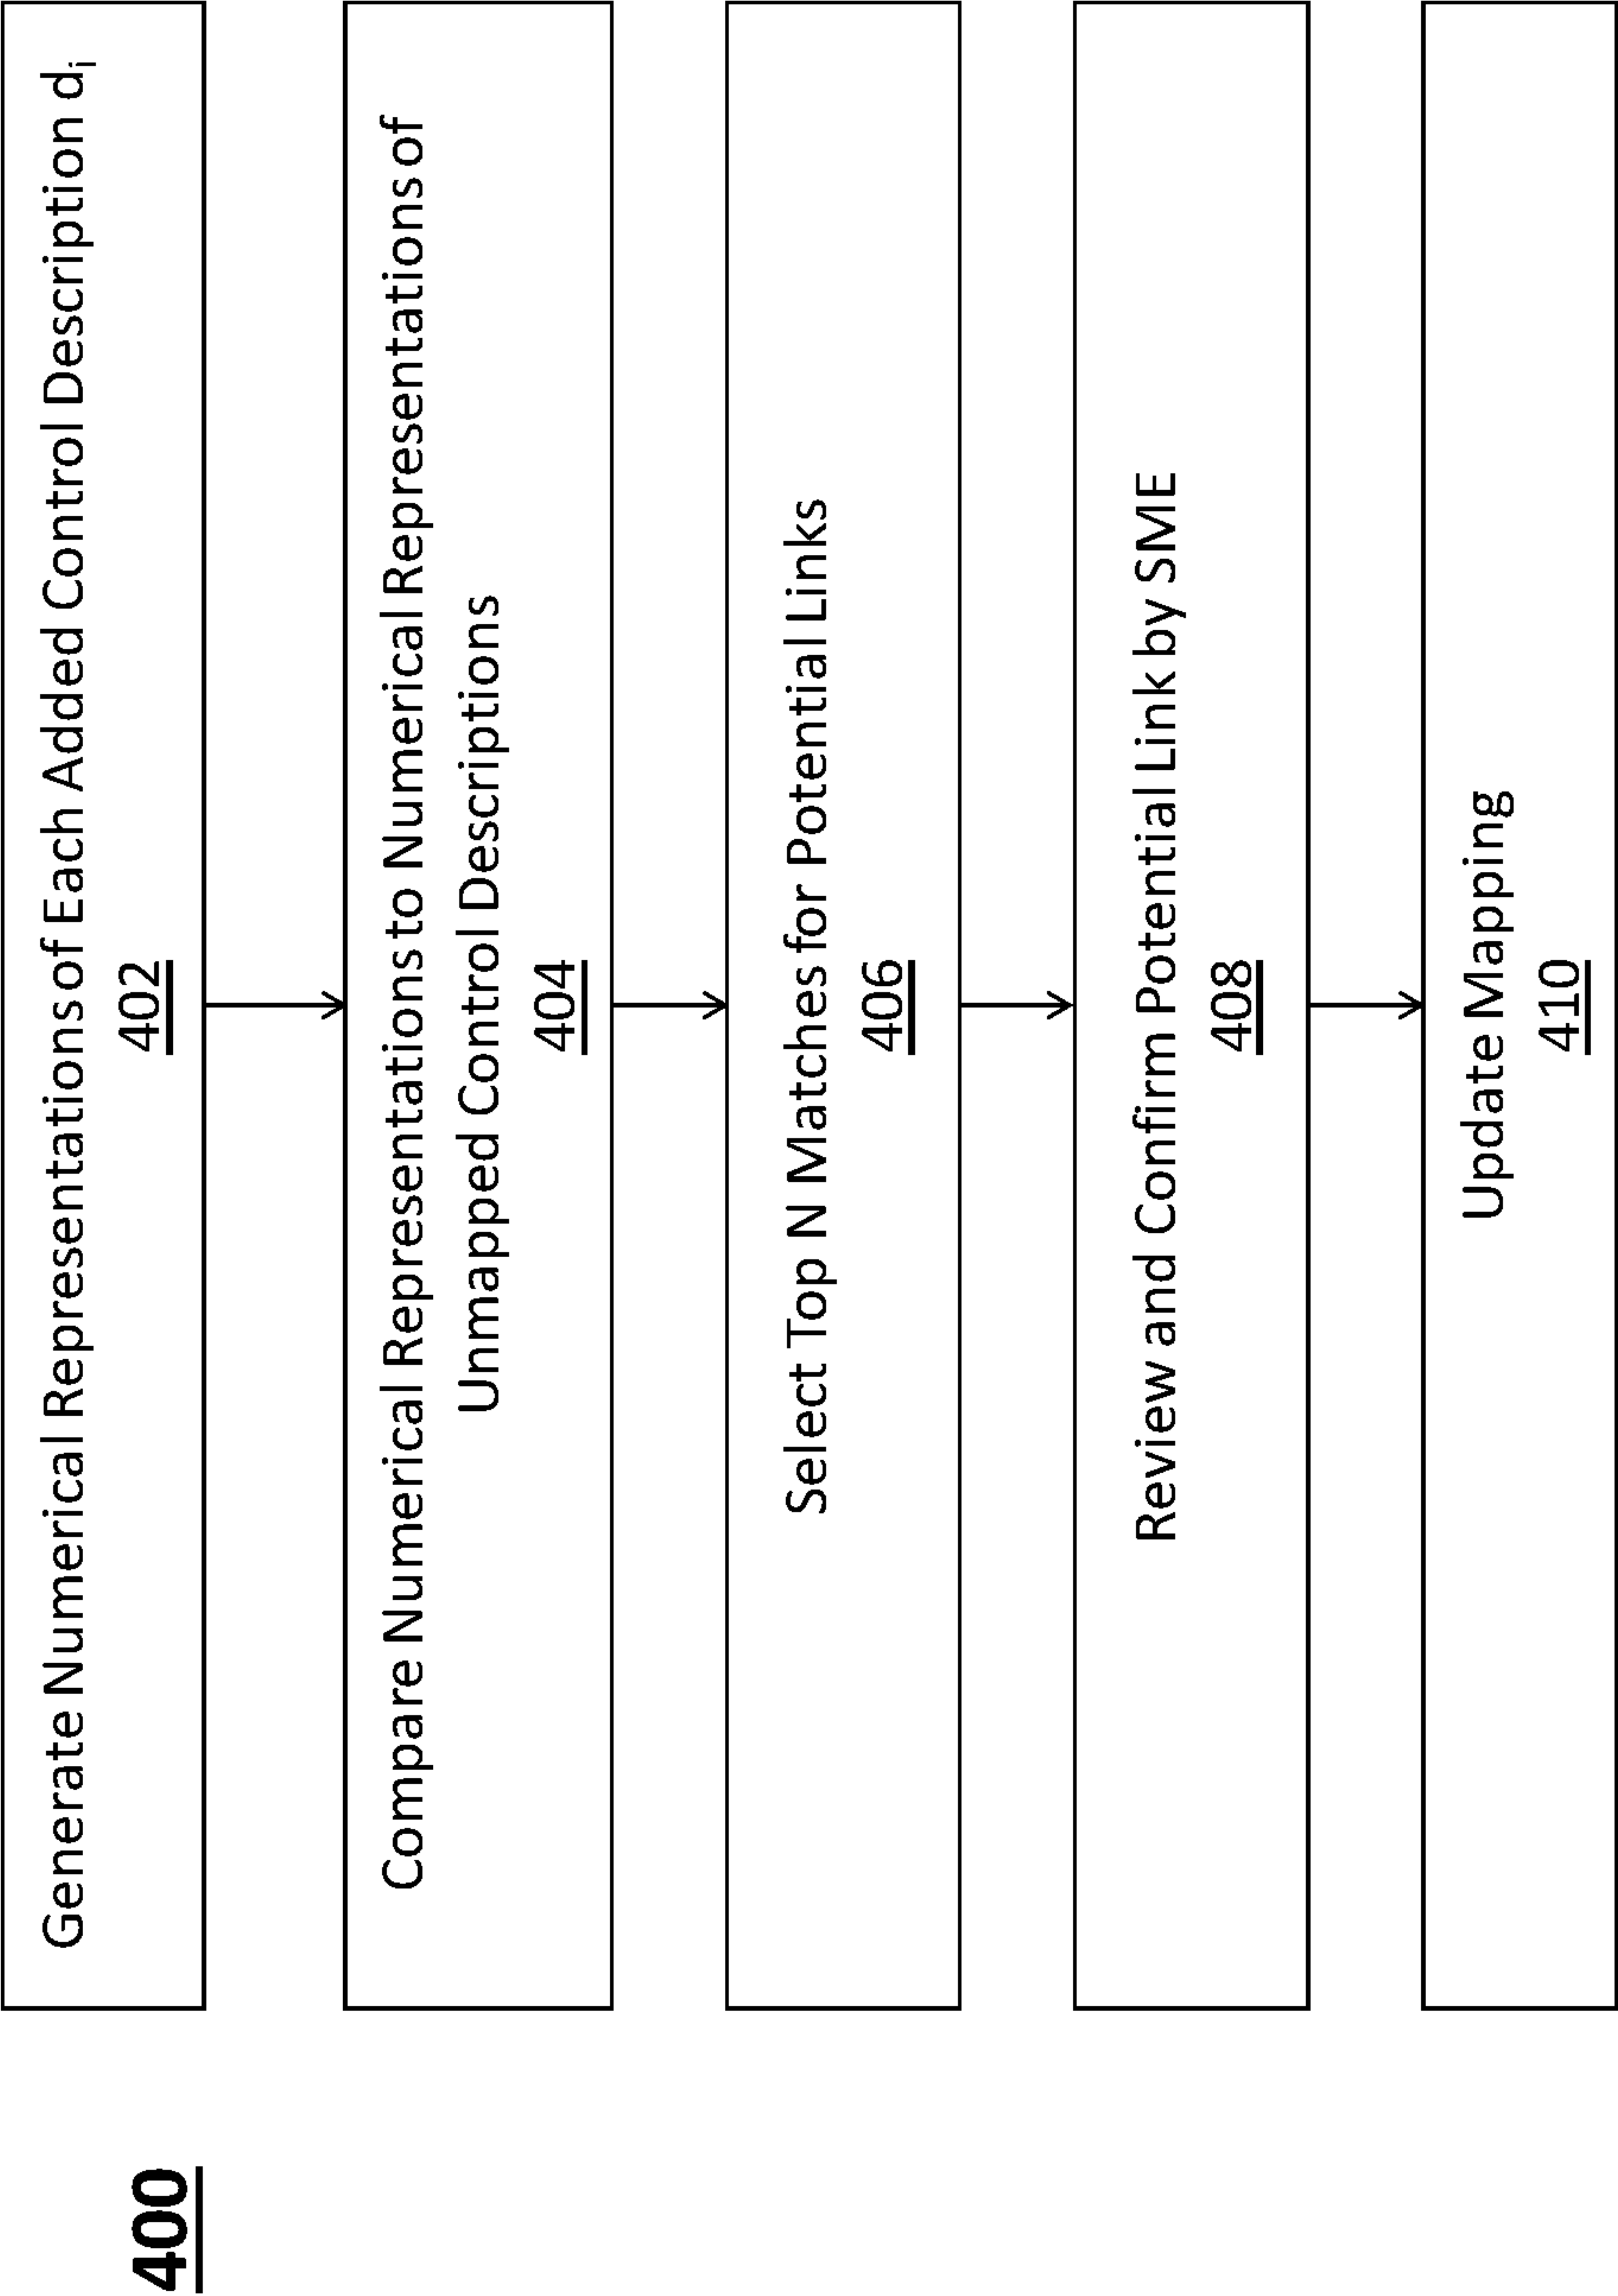 400
Generate Numerical Representations of Each Added Control Description di
402
Compare Numerical Representations to Numerical Representations of
Unmapped Control Descriptions
404
Select Top N Matches for Potential Links
406
Review and Confirm Potential Link by SME
408
Update Mapping
410